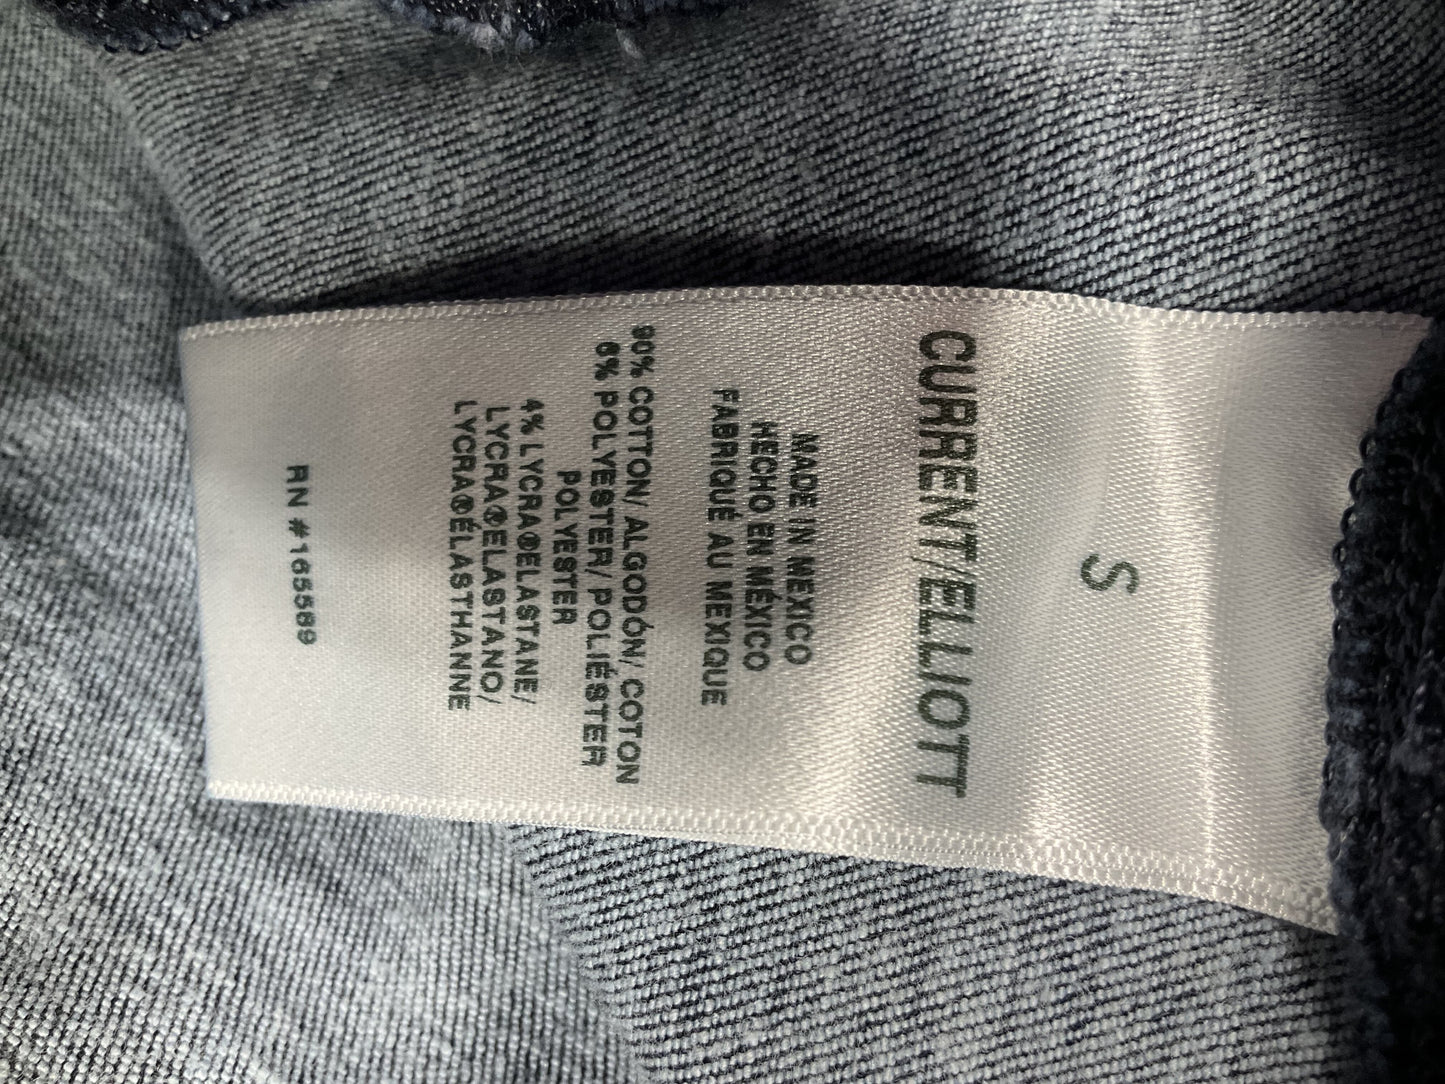 S
CURRENT/ELLIOTT
MADE IN MEXICO
HECHO EN MÉXICO
FABRIQUÉ AU MEXIQUE
90% COTTON/ ALGODÓN/ COTON
6% POLYESTER/ POLIÉSTER
POLYESTER
4% LYCRA®ELASTANE/
LYCRA®ELASTANO/
LYCRA®ÉLASTHANNE
RN #165589